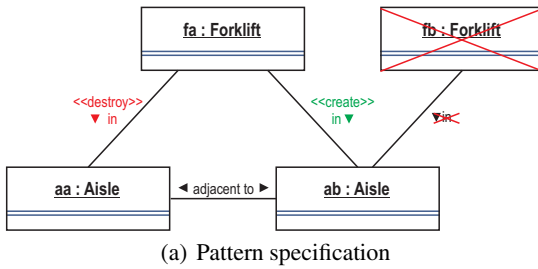 fa : Forklift
fb : Forklift
<<destroy>>
▼ in
<<create>>
in ▼
▼in
aa : Aisle
◄ adjacent to ►
ab : Aisle
(a) Pattern specification